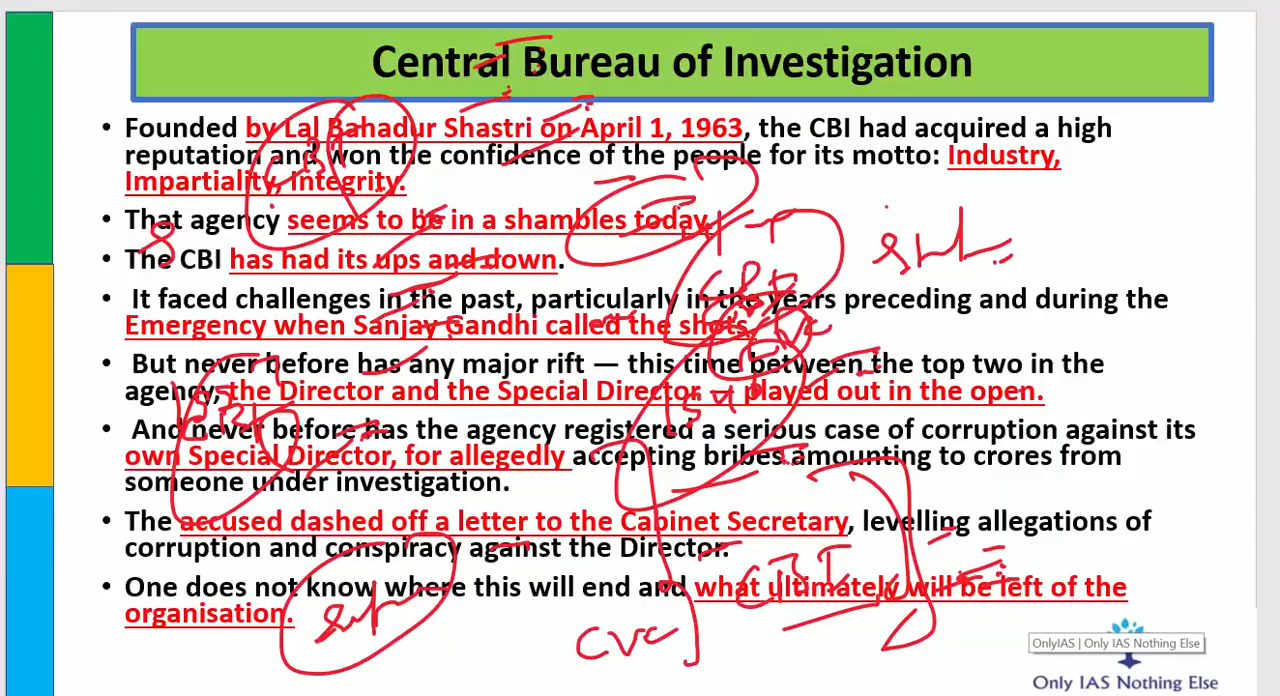 Central Bureau of Investigation
• Founded by Lal Bahadur Shastri on April 1, 1963, the CBI had acquired a high
reputation and won the confidence of the people for its motto: Industry,
Impartiality, Integrity.
• That agency seems to be in a shambles today.
• The CBI has had its ups and down.
• It faced challenges in the past, particularly in the years preceding and during the
Emergency when Sanjay Gandhi called the shots.
• But never before has any major rift — this time between the top two in the
agency, the Director and the Special Director — played out in the open.
• And never before has the agency registered a serious case of corruption against its
own Special Director, for allegedly accepting bribes amounting to crores from
someone under investigation.
• The accused dashed off a letter to the Cabinet Secretary, levelling allegations of
corruption and conspiracy against the Director.
• One does not know where this will end and what ultimately will be left of the
organisation.
CBI
CVC
OnlyIAS | Only IAS Nothing Else
Only IAS Nothing Else